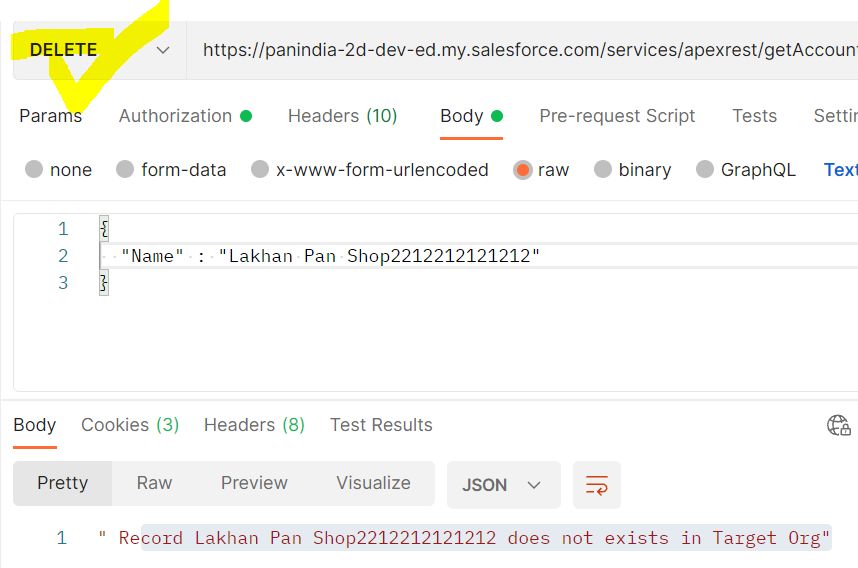 DELETE https://panindia-2d-dev-ed.my.salesforce.com/services/apexrest/getAccount
Params Authorization Headers (10) Body Pre-request Script Tests Settin
none form-data x-www-form-urlencoded raw binary GraphQL Text
1 {
2 "Name" : "Lakhan Pan Shop2212212121212"
3 }
Body Cookies (3) Headers (8) Test Results
Pretty Raw Preview Visualize JSON
1 " Record Lakhan Pan Shop2212212121212 does not exists in Target Org"